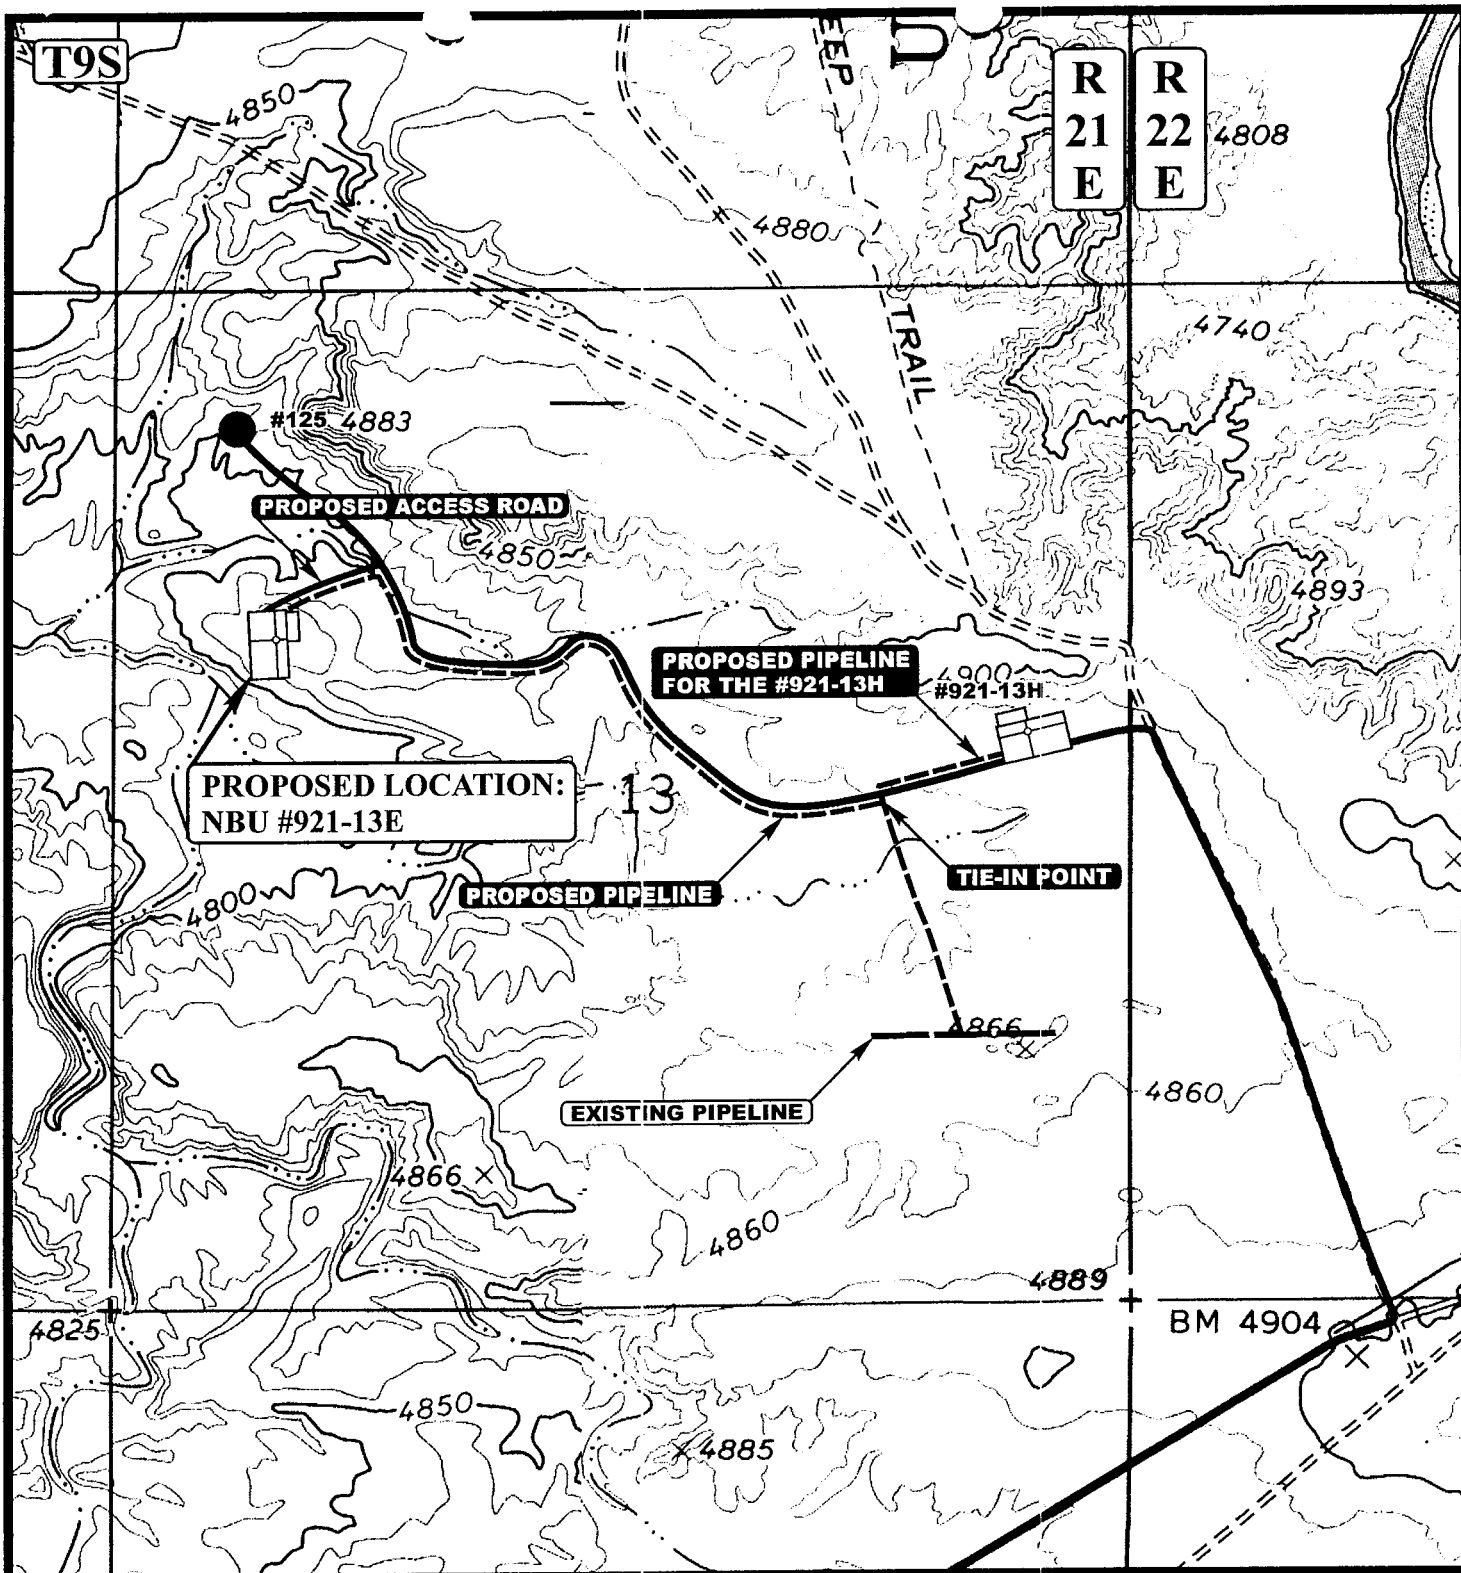 T9S
EEP
U
R
21
E
R
22
E
4808
4850
4880
TRAIL
4740
#125
4883
PROPOSED ACCESS ROAD
4850
4893
PROPOSED PIPELINE
FOR THE #921-13H
4900
#921-13H
PROPOSED LOCATION:
NBU #921-13E
13
PROPOSED PIPELINE
TIE-IN POINT
4800
4866
EXISTING PIPELINE
4860
4866
4860
4889
4825
BM 4904
4850
4885